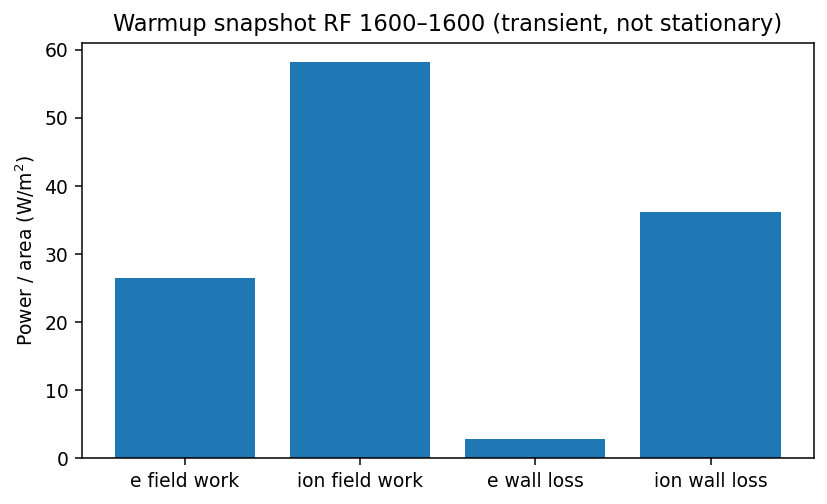 Warmup snapshot RF 1600–1600 (transient, not stationary)
Power / area (W/m²)
60
50
40
30
20
10
0
e field work
ion field work
e wall loss
ion wall loss